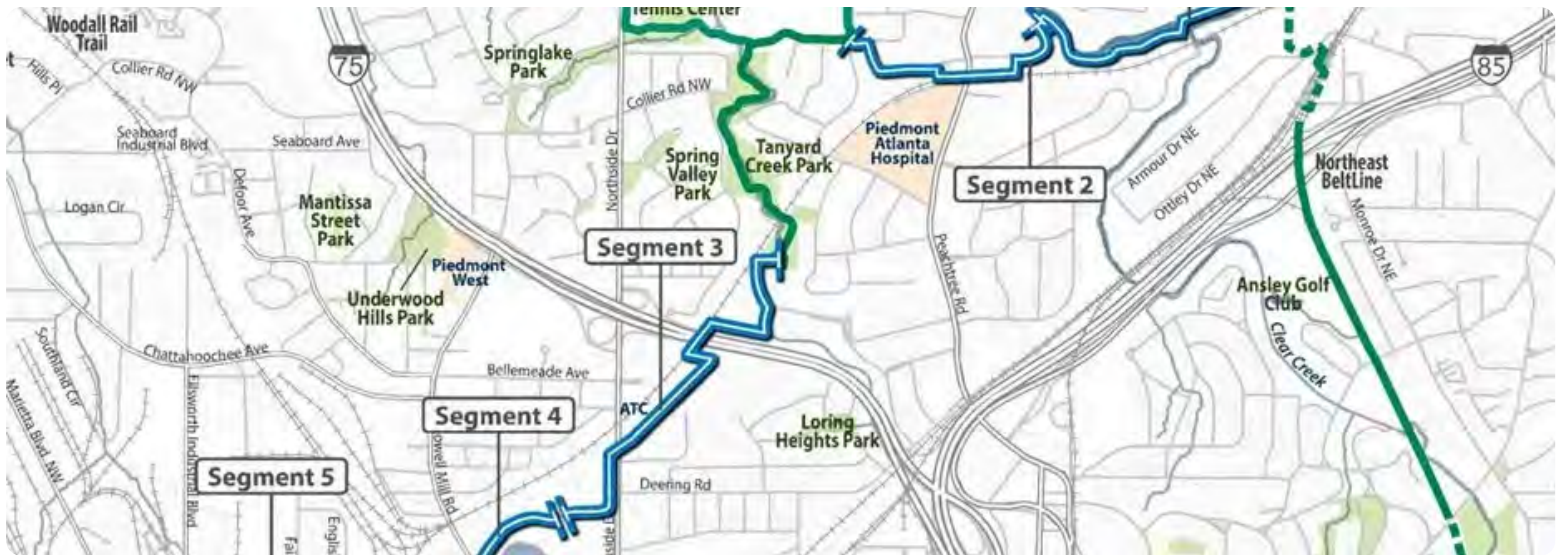 Tennis Center
Woodall Rail
Trail
Springlake
Park
75
85
Hills Pl
Collier Rd NW
Collier Rd NW
Seaboard
Industrial Blvd
Seaboard Ave
Northside Dr
Piedmont
Atlanta
Hospital
Tanyard
Creek Park
Spring
Valley
Park
Segment 2
Armour Dr NE
Ottley Dr NE
Northeast
BeltLine
Monroe Dr NE
Defoor Ave
Logan Cir
Mantissa
Street
Park
Segment 3
Peachtree Rd
Piedmont
West
Underwood
Hills Park
Ansley Golf
Club
Clear Creek
Southland Cir
Chattahoochee Ave
Bellemeade Ave
Marietta Blvd NW
Ellsworth Industrial Blvd
Segment 4
ATC
Loring
Heights Park
Howell Mill Rd
Segment 5
Deering Rd